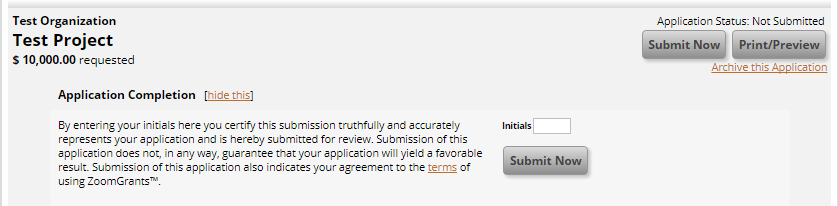 Test Organization
Application Status: Not Submitted
Test Project
Submit Now
Print/Preview
$ 10,000.00 requested
Archive this Application
Application Completion [hide this]
By entering your initials here you certify this submission truthfully and accurately
represents your application and is hereby submitted for review. Submission of this
application does not, in any way, guarantee that your application will yield a favorable
result. Submission of this application also indicates your agreement to the terms of
using ZoomGrants™.
Initials
Submit Now